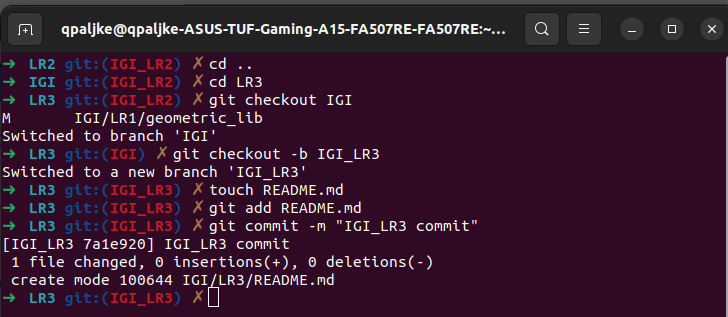 qpaljke@qpaljke-ASUS-TUF-Gaming-A15-FA507RE-FA507RE:~...
➜ LR2 git:(IGI_LR2) ✗ cd ..
➜ IGI git:(IGI_LR2) ✗ cd LR3
➜ LR3 git:(IGI_LR2) ✗ git checkout IGI
M       IGI/LR1/geometric_lib
Switched to branch 'IGI'
➜ LR3 git:(IGI) ✗ git checkout -b IGI_LR3
Switched to a new branch 'IGI_LR3'
➜ LR3 git:(IGI_LR3) ✗ touch README.md
➜ LR3 git:(IGI_LR3) ✗ git add README.md
➜ LR3 git:(IGI_LR3) ✗ git commit -m "IGI_LR3 commit"
[IGI_LR3 7a1e920] IGI_LR3 commit
 1 file changed, 0 insertions(+), 0 deletions(-)
 create mode 100644 IGI/LR3/README.md
➜ LR3 git:(IGI_LR3) ✗